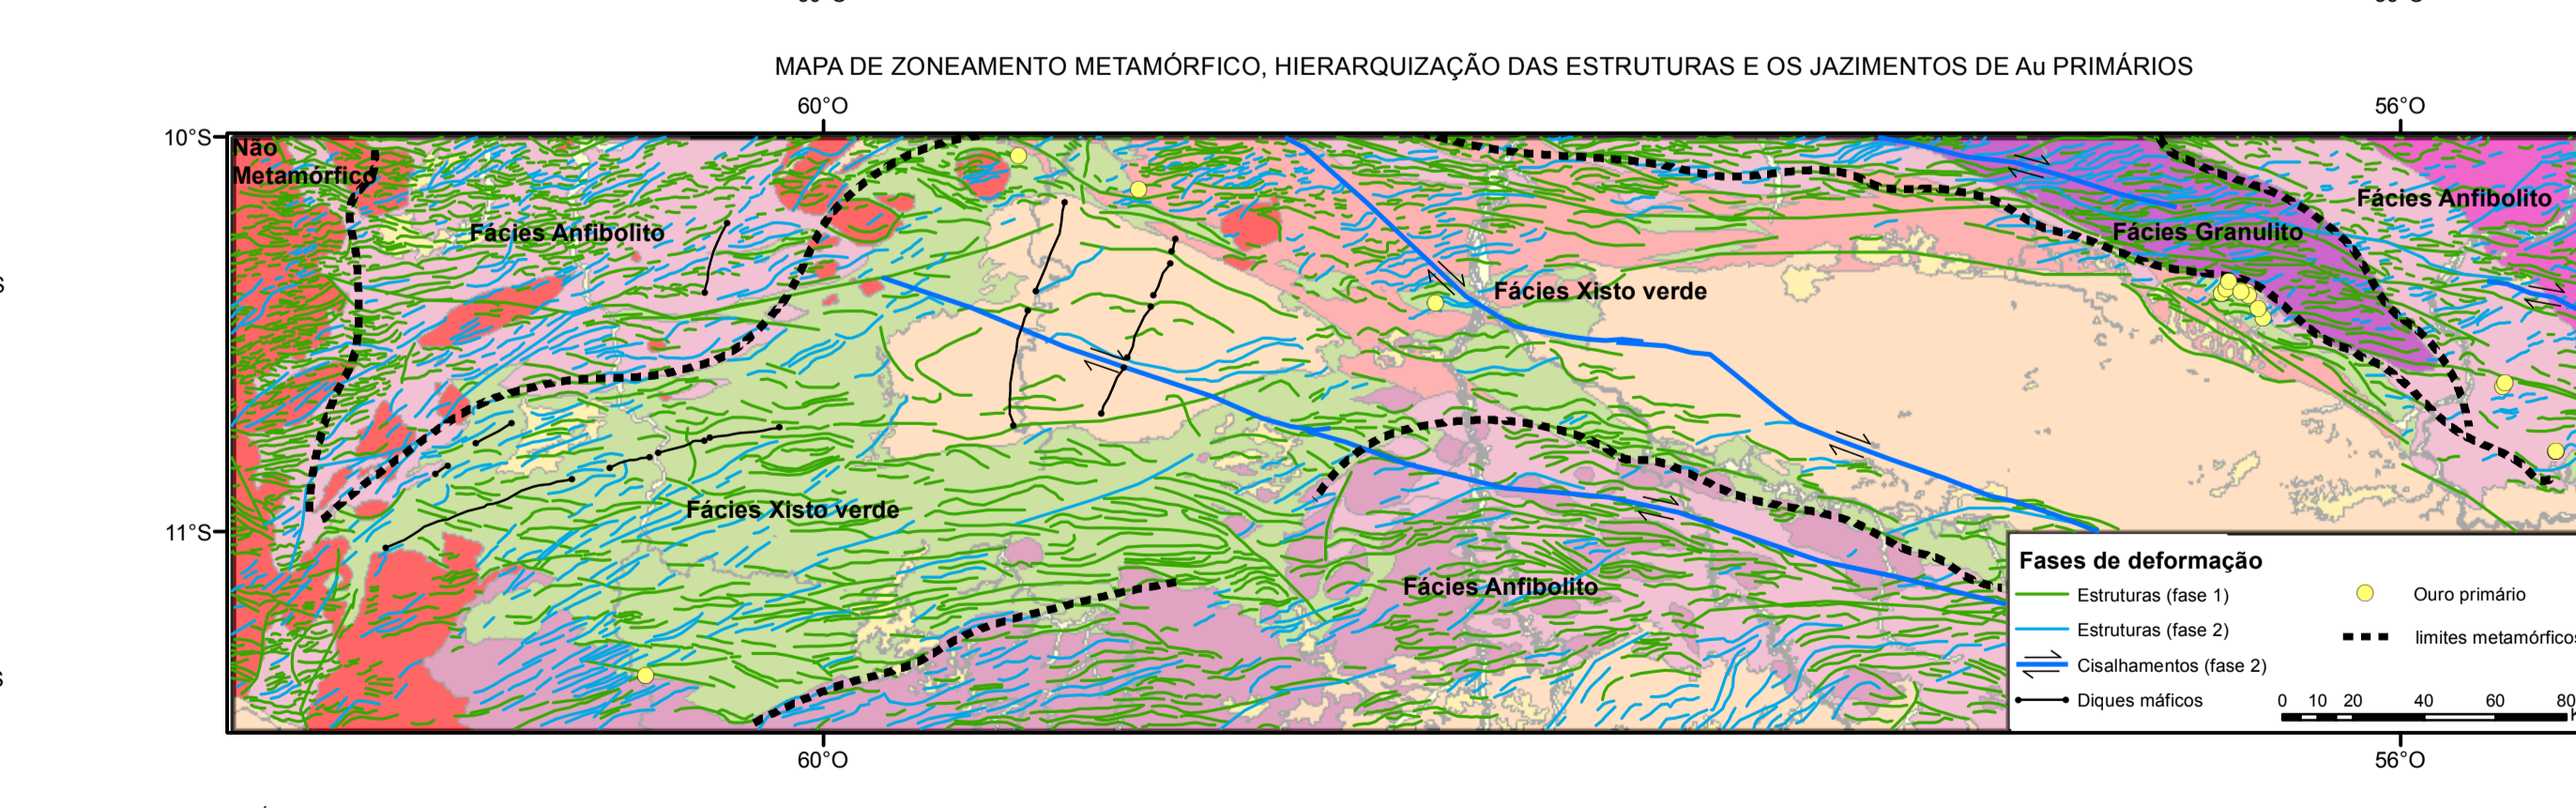 MAPA DE ZONEAMENTO METAMÓRFICO, HIERARQUIZAÇÃO DAS ESTRUTURAS E OS JAZIMENTOS DE Au PRIMÁRIOS
60°O
56°O
10°S
Não
Metamórfico
Fácies Anfibolito
Fácies Anfibolito
Fácies Granulito
Fácies Xisto verde
Fácies Xisto verde
11°S
Fácies Anfibolito
Fases de deformação
Estruturas (fase 1)
Ouro primário
Estruturas (fase 2)
limites metamórficos
Cisalhamentos (fase 2)
Diques máficos
0 10 20 40 60 80
60°O
56°O